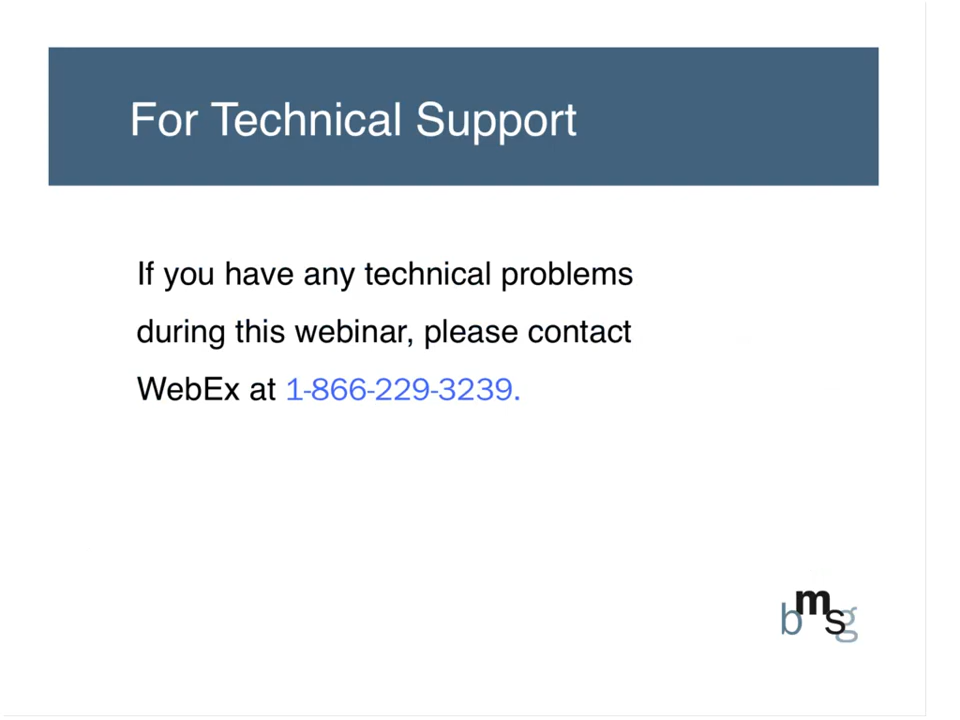 For Technical Support
If you have any technical problems
during this webinar, please contact
WebEx at 1-866-229-3239.
bmsg